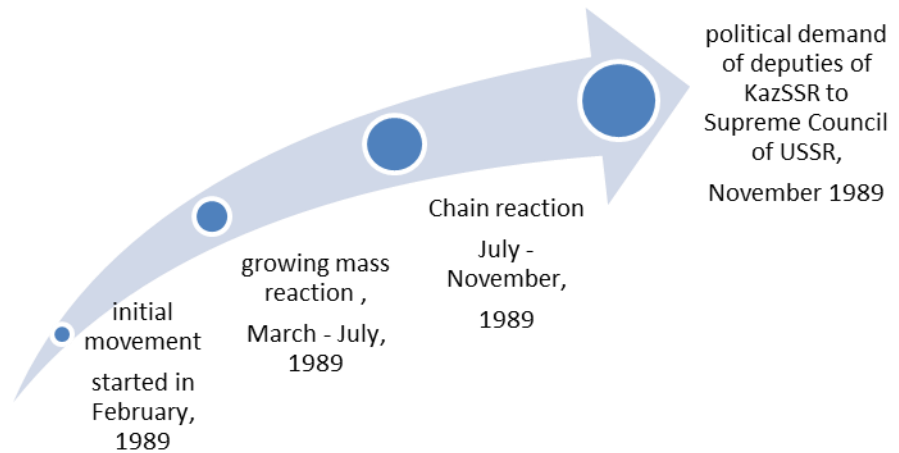 initial
movement
started in
February,
1989
growing mass
reaction ,
March - July,
1989
Chain reaction
July -
November,
1989
political demand
of deputies of
KazSSR to
Supreme Council
of USSR,
November 1989